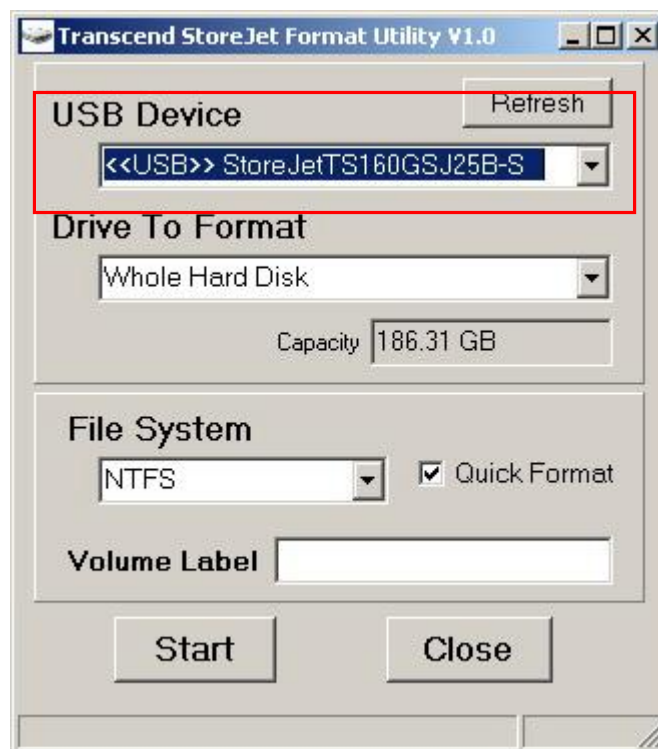 Transcend StoreJet Format Utility V1.0
USB Device
Refresh
<<USB>> StoreJetTS160GSJ25B-S
Drive To Format
Whole Hard Disk
Capacity 186.31 GB
File System
NTFS
Quick Format
Volume Label
Start
Close